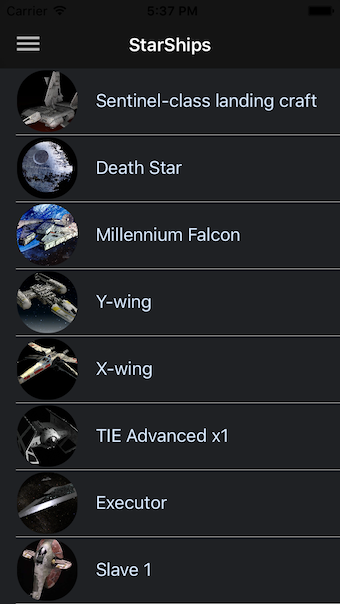 Carrier 5:37 PM
StarShips
Sentinel-class landing craft
Death Star
Millennium Falcon
Y-wing
X-wing
TIE Advanced x1
Executor
Slave 1